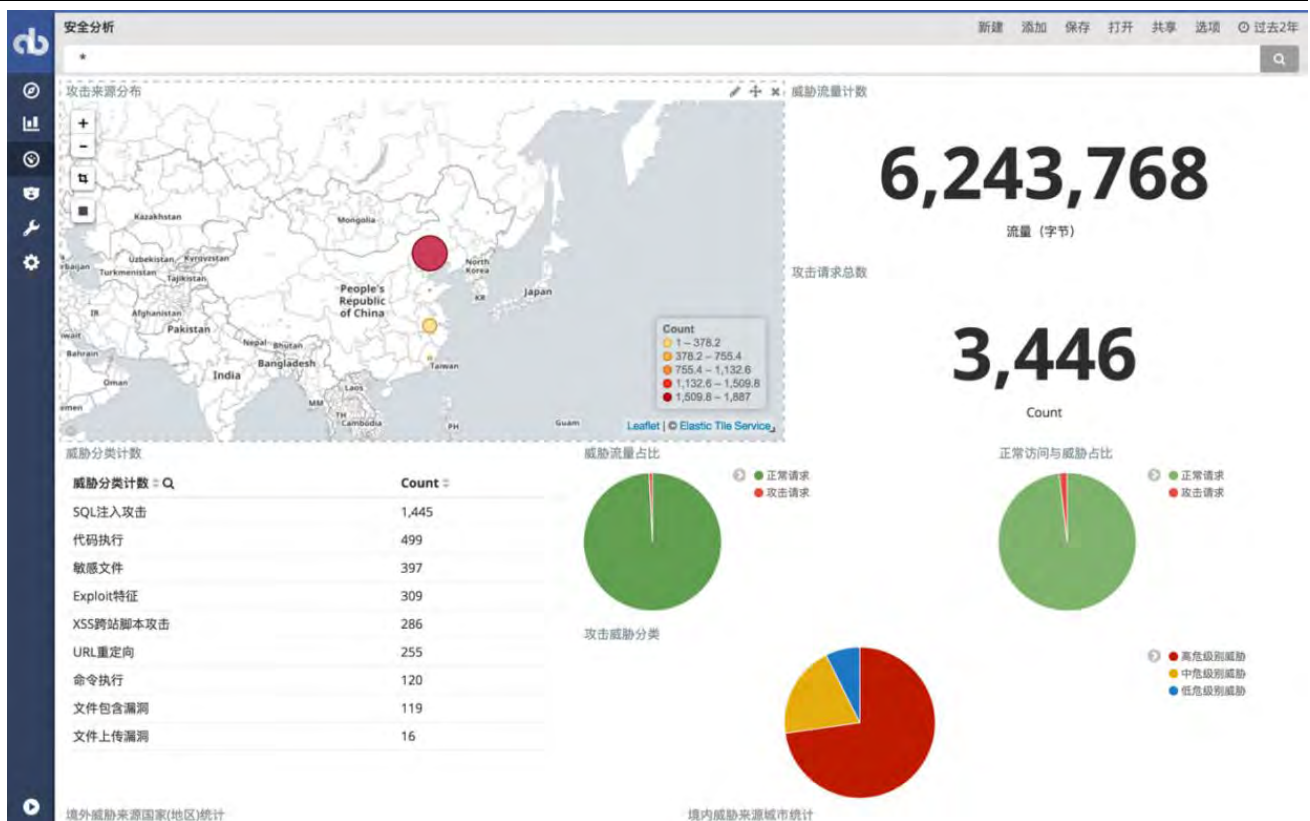 安全分析
新建 添加 保存 打开 共享 选项 过去2年
*
攻击来源分布
威胁流量计数
+
−
Kazakhstan
Mongolia
Uzbekistan
Kyrgyzstan
Turkmenistan
Tajikistan
North
Korea
KR
Japan
People's
Republic
of China
IR
Afghanistan
Pakistan
Nepal
Bhutan
Bahrain
Bangladesh
Taiwan
Oman
India
Laos
MM
TH
Cambodia
PH
Guam
Count
1 – 378.2
378.2 – 755.4
755.4 – 1,132.6
1,132.6 – 1,509.8
1,509.8 – 1,887
Leaflet | © Elastic Tile Service
6,243,768
流量（字节）
攻击请求总数
3,446
Count
威胁分类计数
威胁分类计数 Count
SQL注入攻击 1,445
代码执行 499
敏感文件 397
Exploit特征 309
XSS跨站脚本攻击 286
URL重定向 255
命令执行 120
文件包含漏洞 119
文件上传漏洞 16
威胁流量占比
正常请求
攻击请求
正常访问与威胁占比
正常请求
攻击请求
攻击威胁分类
高危级别威胁
中危级别威胁
低危级别威胁
境外威胁来源国家(地区)统计
境内威胁来源城市统计